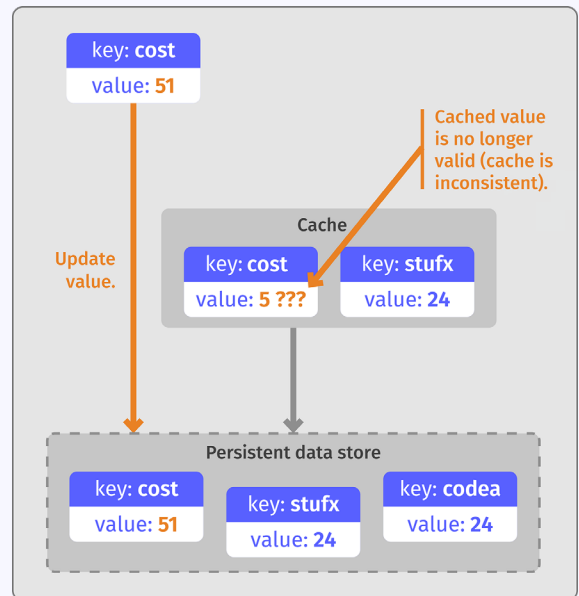 key: cost
value: 51
Cached value
is no longer
valid (cache is
inconsistent).
Cache
key: cost
value: 5 ???
key: stufx
value: 24
Update
value.
Persistent data store
key: cost
value: 51
key: stufx
value: 24
key: codea
value: 24